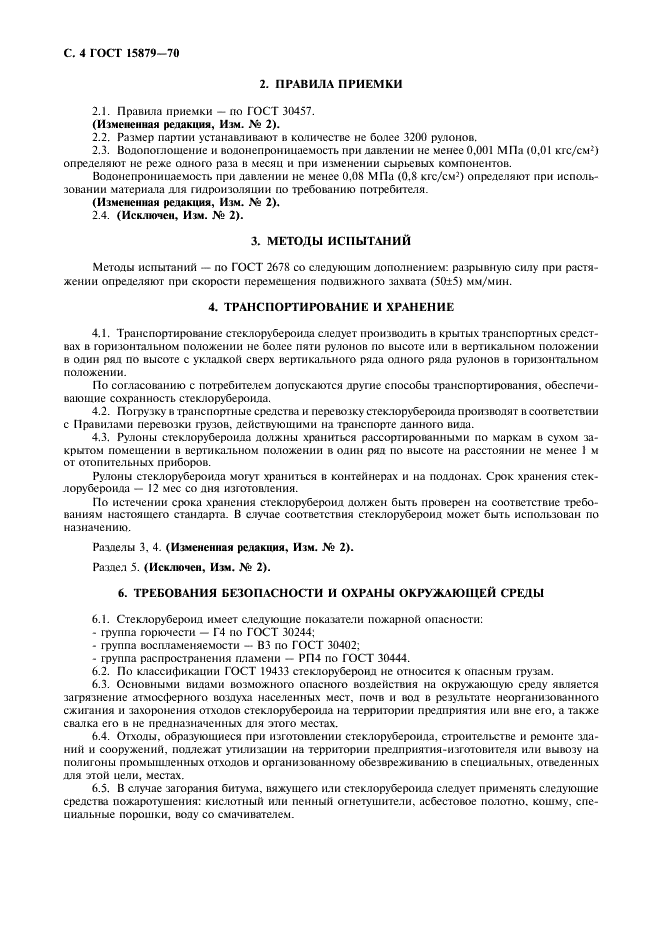 С. 4 ГОСТ 15879—70
2. ПРАВИЛА ПРИЕМКИ
2.1. Правила приемки — по ГОСТ 30457.
(Измененная редакция, Изм. № 2).
2.2. Размер партии устанавливают в количестве не более 3200 рулонов.
2.3. Водопоглощение и водонепроницаемость при давлении не менее 0,001 МПа (0,01 кгс/см²)
определяют не реже одного раза в месяц и при изменении сырьевых компонентов.
Водонепроницаемость при давлении не менее 0,08 МПа (0,8 кгс/см²) определяют при исполь-
зовании материала для гидроизоляции по требованию потребителя.
(Измененная редакция, Изм. № 2).
2.4. (Исключен, Изм. № 2).
3. МЕТОДЫ ИСПЫТАНИЙ
Методы испытаний — по ГОСТ 2678 со следующим дополнением: разрывную силу при растя-
жении определяют при скорости перемещения подвижного захвата (50±5) мм/мин.
4. ТРАНСПОРТИРОВАНИЕ И ХРАНЕНИЕ
4.1. Транспортирование стеклорубероида следует производить в крытых транспортных средст-
вах в горизонтальном положении не более пяти рулонов по высоте или в вертикальном положении
в один ряд по высоте с укладкой сверх вертикального ряда одного ряда рулонов в горизонтальном
положении.
По согласованию с потребителем допускаются другие способы транспортирования, обеспечи-
вающие сохранность стеклорубероида.
4.2. Погрузку в транспортные средства и перевозку стеклорубероида производят в соответствии
с Правилами перевозки грузов, действующими на транспорте данного вида.
4.3. Рулоны стеклорубероида должны храниться рассортированными по маркам в сухом за-
крытом помещении в вертикальном положении в один ряд по высоте на расстоянии не менее 1 м
от отопительных приборов.
Рулоны стеклорубероида могут храниться в контейнерах и на поддонах. Срок хранения стек-
лорубероида — 12 мес со дня изготовления.
По истечении срока хранения стеклорубероид должен быть проверен на соответствие требо-
ваниям настоящего стандарта. В случае соответствия стеклорубероид может быть использован по
назначению.
Разделы 3, 4. (Измененная редакция, Изм. № 2).
Раздел 5. (Исключен, Изм. № 2).
6. ТРЕБОВАНИЯ БЕЗОПАСНОСТИ И ОХРАНЫ ОКРУЖАЮЩЕЙ СРЕДЫ
6.1. Стеклорубероид имеет следующие показатели пожарной опасности:
- группа горючести — Г4 по ГОСТ 30244;
- группа воспламеняемости — В3 по ГОСТ 30402;
- группа распространения пламени — РП4 по ГОСТ 30444.
6.2. По классификации ГОСТ 19433 стеклорубероид не относится к опасным грузам.
6.3. Основными видами возможного опасного воздействия на окружающую среду является
загрязнение атмосферного воздуха населенных мест, почв и вод в результате неорганизованного
сжигания и захоронения отходов стеклорубероида на территории предприятия или вне его, а также
свалка его в не предназначенных для этого местах.
6.4. Отходы, образующиеся при изготовлении стеклорубероида, строительстве и ремонте зда-
ний и сооружений, подлежат утилизации на территории предприятия-изготовителя или вывозу на
полигоны промышленных отходов и организованному обезвреживанию в специальных, отведенных
для этой цели, местах.
6.5. В случае загорания битума, вяжущего или стеклорубероида следует применять следующие
средства пожаротушения: кислотный или пенный огнетушители, асбестовое полотно, кошму, спе-
циальные порошки, воду со смачивателем.